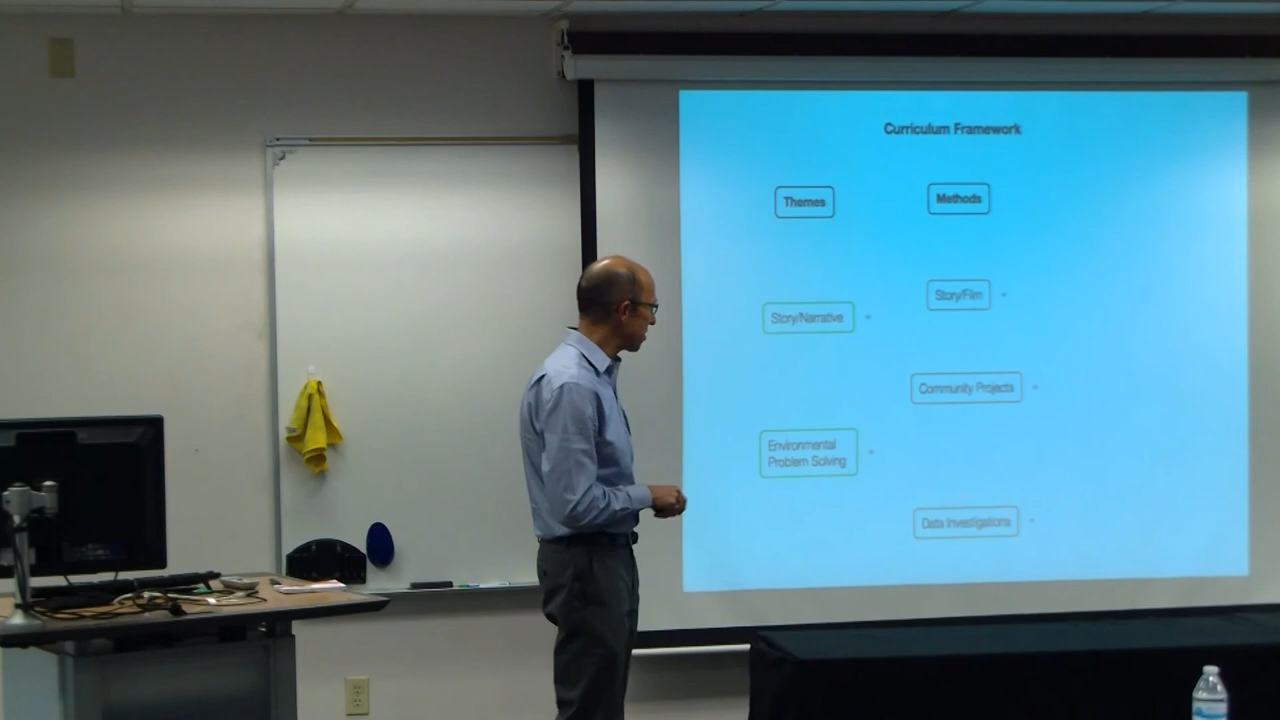 Curriculum Framework
Themes
Methods
Story/Narrative
Story/Film
Community Projects
Environmental
Problem Solving
Data Investigations